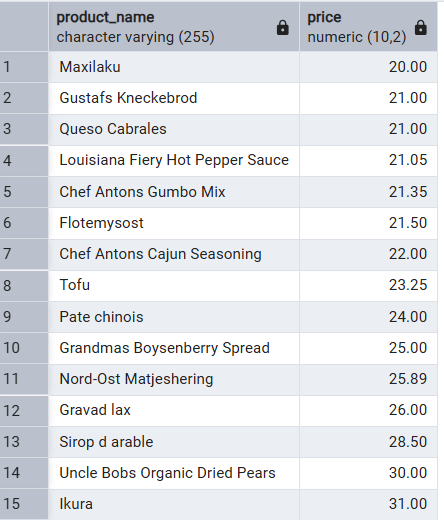 product_name price
character varying (255) numeric (10,2)
1 Maxilaku 20.00
2 Gustafs Kneckebrod 21.00
3 Queso Cabrales 21.00
4 Louisiana Fiery Hot Pepper Sauce 21.05
5 Chef Antons Gumbo Mix 21.35
6 Flotemysost 21.50
7 Chef Antons Cajun Seasoning 22.00
8 Tofu 23.25
9 Pate chinois 24.00
10 Grandmas Boysenberry Spread 25.00
11 Nord-Ost Matjeshering 25.89
12 Gravad lax 26.00
13 Sirop d arable 28.50
14 Uncle Bobs Organic Dried Pears 30.00
15 Ikura 31.00